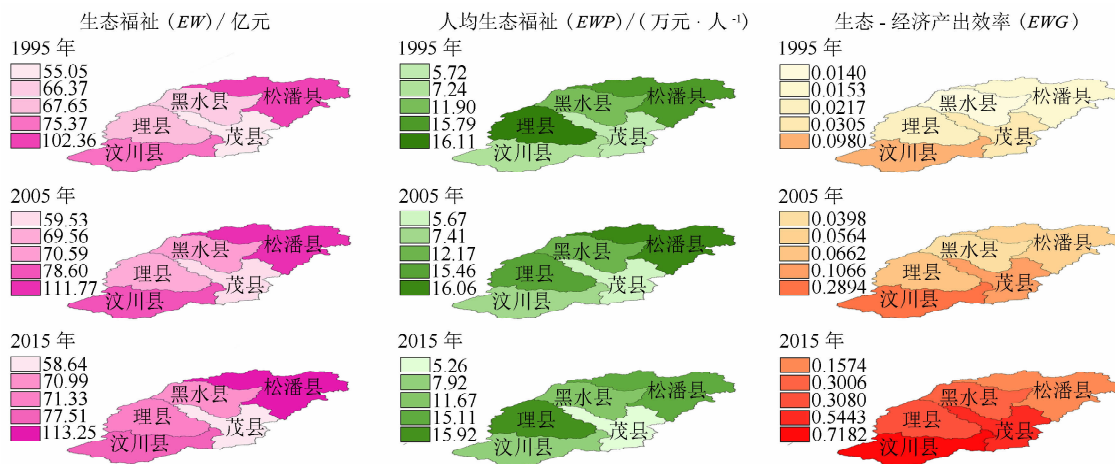 生态福祉（EW）/亿元
1995 年
55.05
66.37
67.65
75.37
102.36
黑水县
松潘县
理县
茂县
汶川县
2005 年
59.53
69.56
70.59
78.60
111.77
黑水县
松潘县
理县
茂县
汶川县
2015 年
58.64
70.99
71.33
77.51
113.25
黑水县
松潘县
理县
茂县
汶川县
人均生态福祉（EWP）/(万元·人⁻¹)
1995 年
5.72
7.24
11.90
15.79
16.11
黑水县
松潘县
理县
茂县
汶川县
2005 年
5.67
7.41
12.17
15.46
16.06
黑水县
松潘县
理县
茂县
汶川县
2015 年
5.26
7.92
11.67
15.11
15.92
黑水县
松潘县
理县
茂县
汶川县
生态-经济产出效率（EWG）
1995 年
0.0140
0.0153
0.0217
0.0305
0.0980
黑水县
松潘县
理县
茂县
汶川县
2005 年
0.0398
0.0564
0.0662
0.1066
0.2894
黑水县
松潘县
理县
茂县
汶川县
2015 年
0.1574
0.3006
0.3080
0.5443
0.7182
黑水县
松潘县
理县
茂县
汶川县